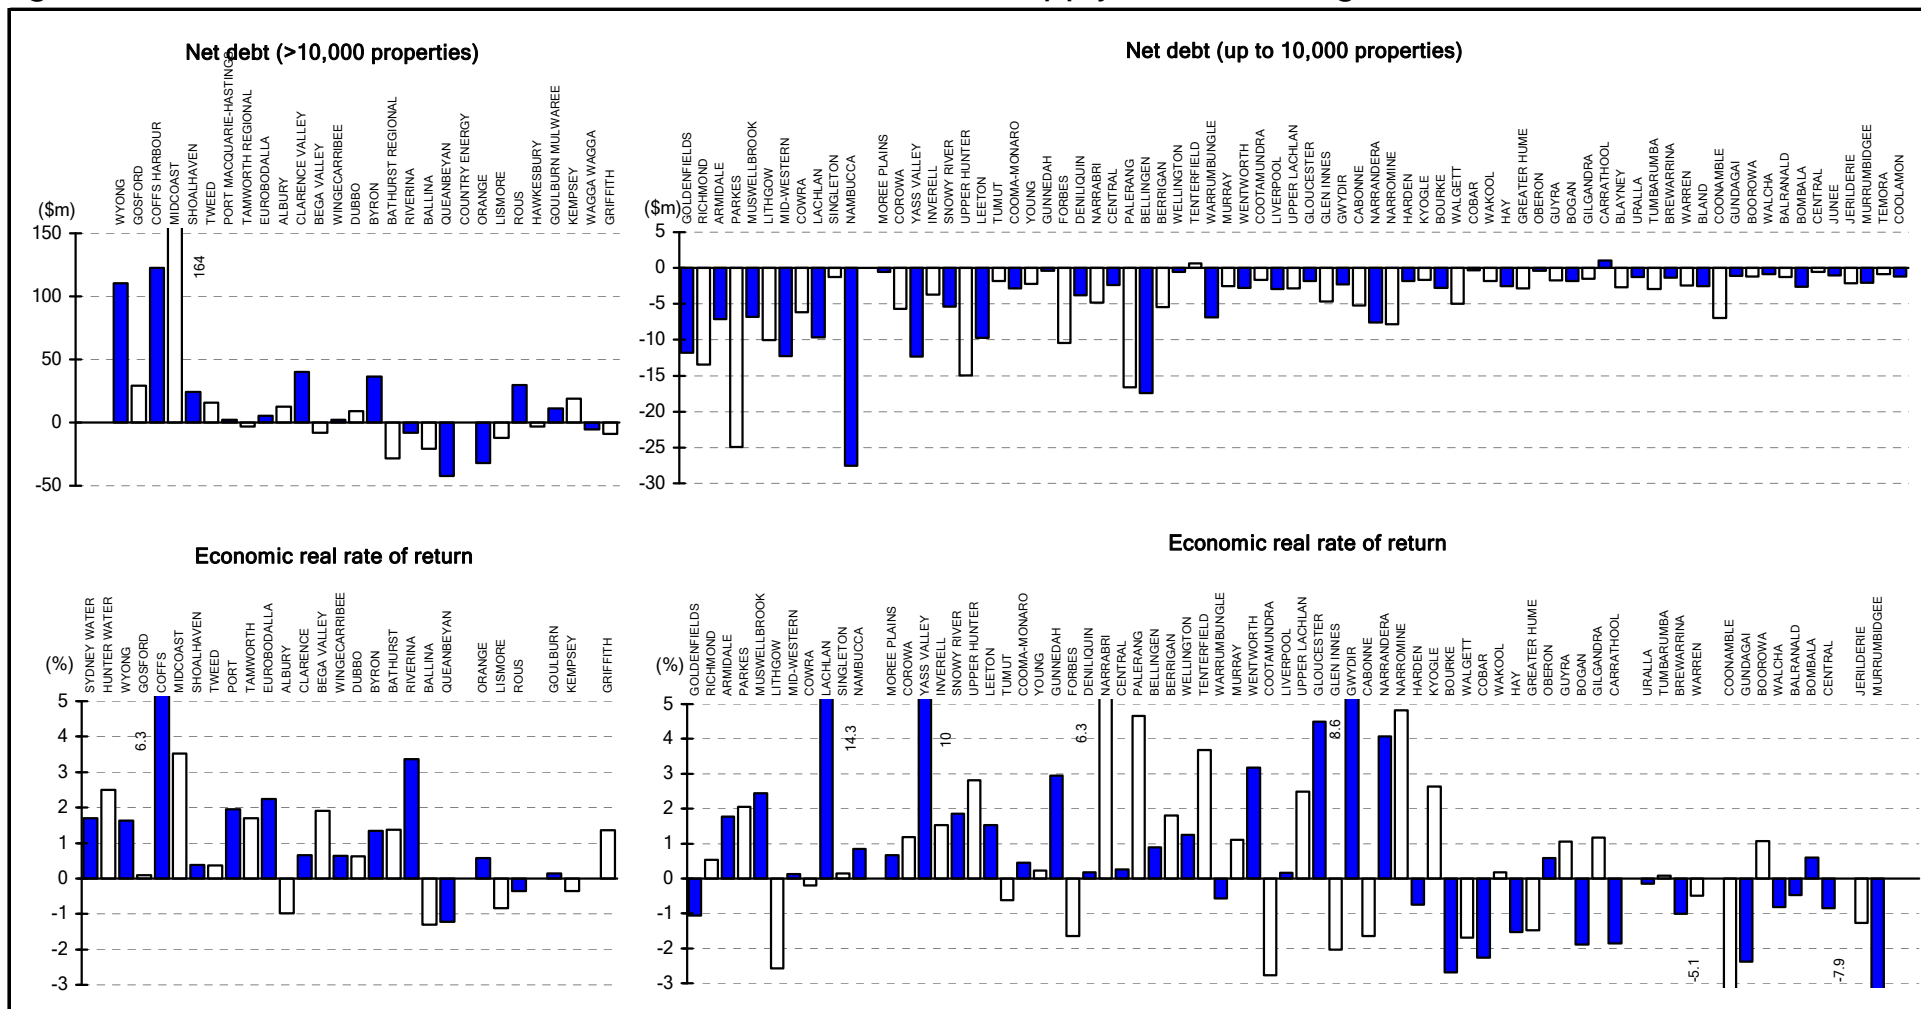 Net debt (>10,000 properties)
Net debt (up to 10,000 properties)
($m)
WYONG
GOSFORD
COFFS HARBOUR
MIDCOAST
SHOALHAVEN
TWEED
PORT MACQUARIE-HASTINGS
TAMWORTH REGIONAL
EUROBODALLA
ALBURY
CLARENCE VALLEY
BEGA VALLEY
WINGECARRIBEE
DUBBO
BYRON
BATHURST REGIONAL
RIVERINA
BALLINA
QUEANBEYAN
COUNTRY ENERGY
ORANGE
LISMORE
ROUS
HAWKESBURY
GOULBURN MULWAREE
KEMPSEY
WAGGA WAGGA
GRIFFITH
150
100
50
0
-50
164
($m)
GOLDENFIELDS
RICHMOND
ARMIDALE
PARKES
MUSWELLBROOK
LITHGOW
MID-WESTERN
COWRA
LACHLAN
SINGLETON
NAMBUCCA
MOREE PLAINS
COROWA
YASS VALLEY
INVERELL
SNOWY RIVER
UPPER HUNTER
LEETON
TUMUT
COOMA-MONARO
YOUNG
GUNNEDAH
FORBES
DENILIQUIN
NARRABRI
CENTRAL
PALERANG
BELLINGEN
BERRIGAN
WELLINGTON
TENTERFIELD
WARRUMBUNGLE
MURRAY
WENTWORTH
COOTAMUNDRA
LIVERPOOL
UPPER LACHLAN
GLOUCESTER
GLEN INNES
GWYDIR
CABONNE
NARRANDERA
NARROMINE
HARDEN
KYOGLE
BOURKE
WALGETT
COBAR
WAKOOL
HAY
GREATER HUME
OBERON
GUYRA
BOGAN
GILGANDRA
CARRATHOOL
BLAYNEY
URALLA
TUMBARUMBA
BREWARRINA
WARREN
BLAND
COONAMBLE
GUNDAGAI
BOOROWA
WALCHA
BALRANALD
BOMBALA
CENTRAL
JUNEE
JERILDERIE
MURRUMBIDGEE
TEMORA
COOLAMON
5
0
-5
-10
-15
-20
-25
-30
Economic real rate of return
Economic real rate of return
(%)
SYDNEY WATER
HUNTER WATER
WYONG
GOSFORD
COFFS
MIDCOAST
SHOALHAVEN
TWEED
PORT
TAMWORTH
EUROBODALLA
ALBURY
CLARENCE
BEGA VALLEY
WINGECARRIBEE
DUBBO
BYRON
BATHURST
RIVERINA
BALLINA
QUEANBEYAN
ORANGE
LISMORE
ROUS
GOULBURN
KEMPSEY
GRIFFITH
5
4
3
2
1
0
-1
-2
-3
6.3
(%)
GOLDENFIELDS
RICHMOND
ARMIDALE
PARKES
MUSWELLBROOK
LITHGOW
MID-WESTERN
COWRA
LACHLAN
SINGLETON
NAMBUCCA
MOREE PLAINS
COROWA
YASS VALLEY
INVERELL
SNOWY RIVER
UPPER HUNTER
LEETON
TUMUT
COOMA-MONARO
YOUNG
GUNNEDAH
FORBES
DENILIQUIN
NARRABRI
CENTRAL
PALERANG
BELLINGEN
BERRIGAN
WELLINGTON
TENTERFIELD
WARRUMBUNGLE
MURRAY
WENTWORTH
COOTAMUNDRA
LIVERPOOL
UPPER LACHLAN
GLOUCESTER
GLEN INNES
GWYDIR
CABONNE
NARRANDERA
NARROMINE
HARDEN
KYOGLE
BOURKE
WALGETT
COBAR
WAKOOL
HAY
GREATER HUME
OBERON
GUYRA
BOGAN
GILGANDRA
CARRATHOOL
URALLA
TUMBARUMBA
BREWARRINA
WARREN
COONAMBLE
GUNDAGAI
BOOROWA
WALCHA
BALRANALD
BOMBALA
CENTRAL
JERILDERIE
MURRUMBIDGEE
5
4
3
2
1
0
-1
-2
-3
14.3
10
6.3
8.6
-5.1
-7.9